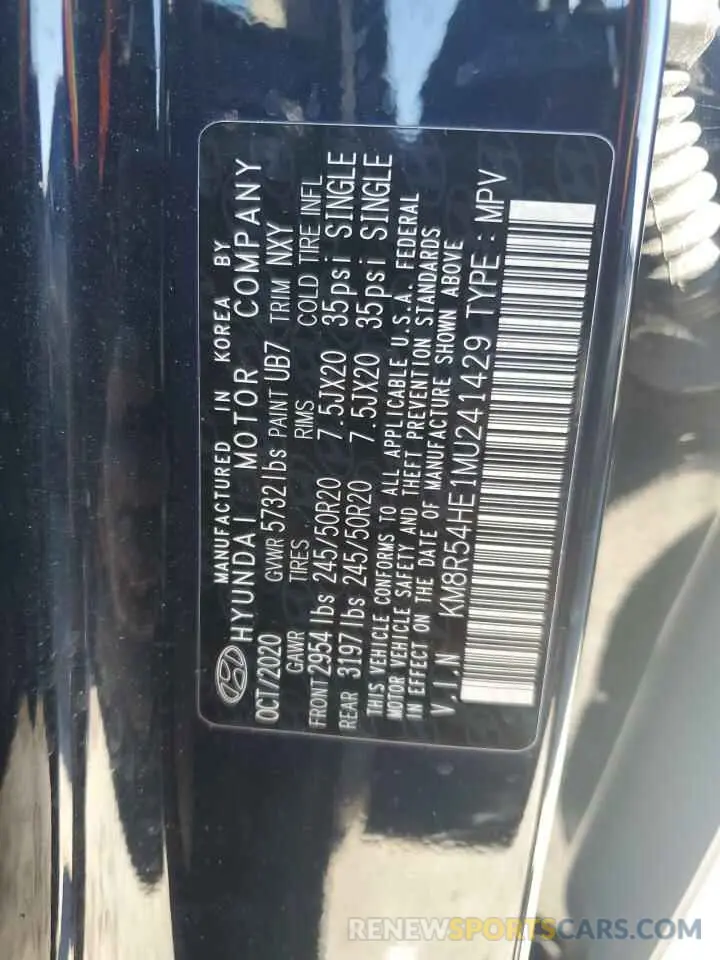 MANUFACTURED IN KOREA BY
HYUNDAI MOTOR COMPANY
OCT/2020 GVWR 5732lbs PAINT UB7 TRIM NXY
GAWR TIRES RIMS COLD TIRE INFL
FRONT 2954lbs 245/50R20 7.5JX20 35psi SINGLE
REAR 3197lbs 245/50R20 7.5JX20 35psi SINGLE
THIS VEHICLE CONFORMS TO ALL APPLICABLE U.S.A. FEDERAL
MOTOR VEHICLE SAFETY AND THEFT PREVENTION STANDARDS
IN EFFECT ON THE DATE OF MANUFACTURE SHOWN ABOVE
V.I.N KM8R54HE1MU241429 TYPE : MPV
RENEWSPORTSCARS.COM